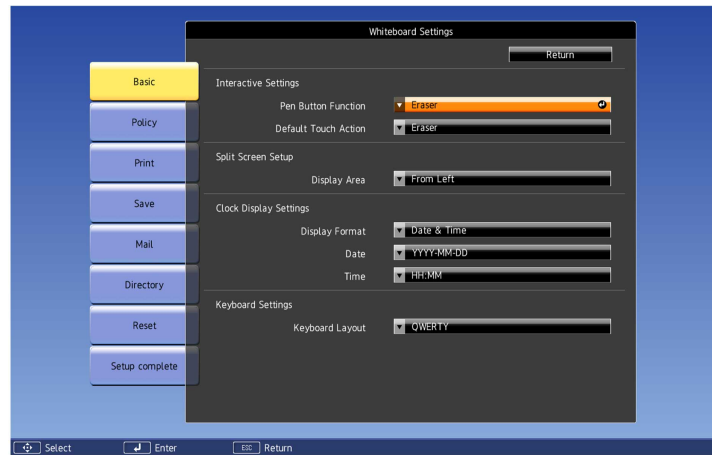 Whiteboard Settings
Return
Basic
Policy
Print
Save
Mail
Directory
Reset
Setup complete
Interactive Settings
Pen Button Function Eraser
Default Touch Action Eraser
Split Screen Setup
Display Area From Left
Clock Display Settings
Display Format Date & Time
Date YYYY-MM-DD
Time HH:MM
Keyboard Settings
Keyboard Layout QWERTY
Select Enter ESC Return